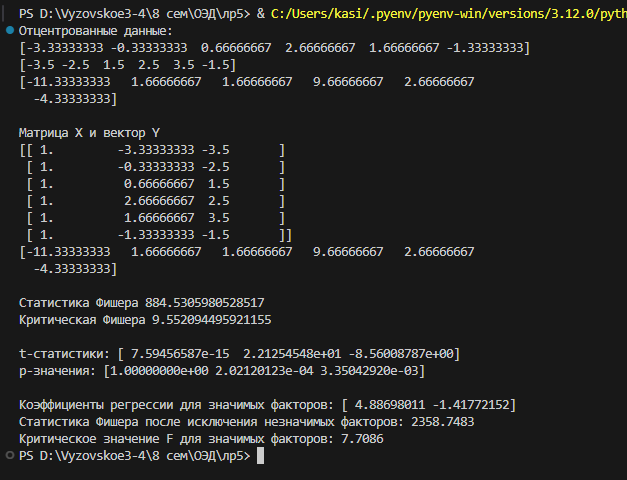 PS D:\Vyzovskoe3-4\8 сем\ОЭД\лр5> & C:/Users/kasi/.pyenv/pyenv-win/versions/3.12.0/pyth
Отцентрованные данные:
[-3.33333333 -0.33333333  0.66666667  2.66666667  1.66666667 -1.33333333]
[-3.5 -2.5  1.5  2.5  3.5 -1.5]
[-11.33333333   1.66666667   1.66666667   9.66666667   2.66666667
  -4.33333333]
Матрица X и вектор Y
[[ 1.         -3.33333333 -3.5       ]
 [ 1.         -0.33333333 -2.5       ]
 [ 1.          0.66666667  1.5       ]
 [ 1.          2.66666667  2.5       ]
 [ 1.          1.66666667  3.5       ]
 [ 1.         -1.33333333 -1.5       ]]
[-11.33333333   1.66666667   1.66666667   9.66666667   2.66666667
  -4.33333333]
Статистика Фишера 884.5305980528517
Критическая Фишера 9.552094495921155
t-статистики: [ 7.59456587e-15  2.21254548e+01 -8.56008787e+00]
p-значения: [1.00000000e+00 2.02120123e-04 3.35042920e-03]
Коэффициенты регрессии для значимых факторов: [ 4.88698011 -1.41772152]
Статистика Фишера после исключения незначимых факторов: 2358.7483
Критическое значение F для значимых факторов: 7.7086
PS D:\Vyzovskoe3-4\8 сем\ОЭД\лр5>